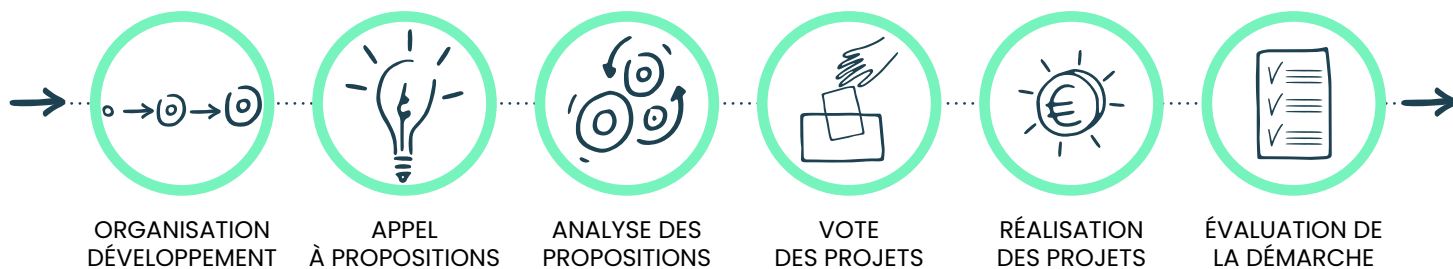 ORGANISATION
DÉVELOPPEMENT
APPEL
À PROPOSITIONS
ANALYSE DES
PROPOSITIONS
VOTE
DES PROJETS
RÉALISATION
DES PROJETS
ÉVALUATION DE
LA DÉMARCHE